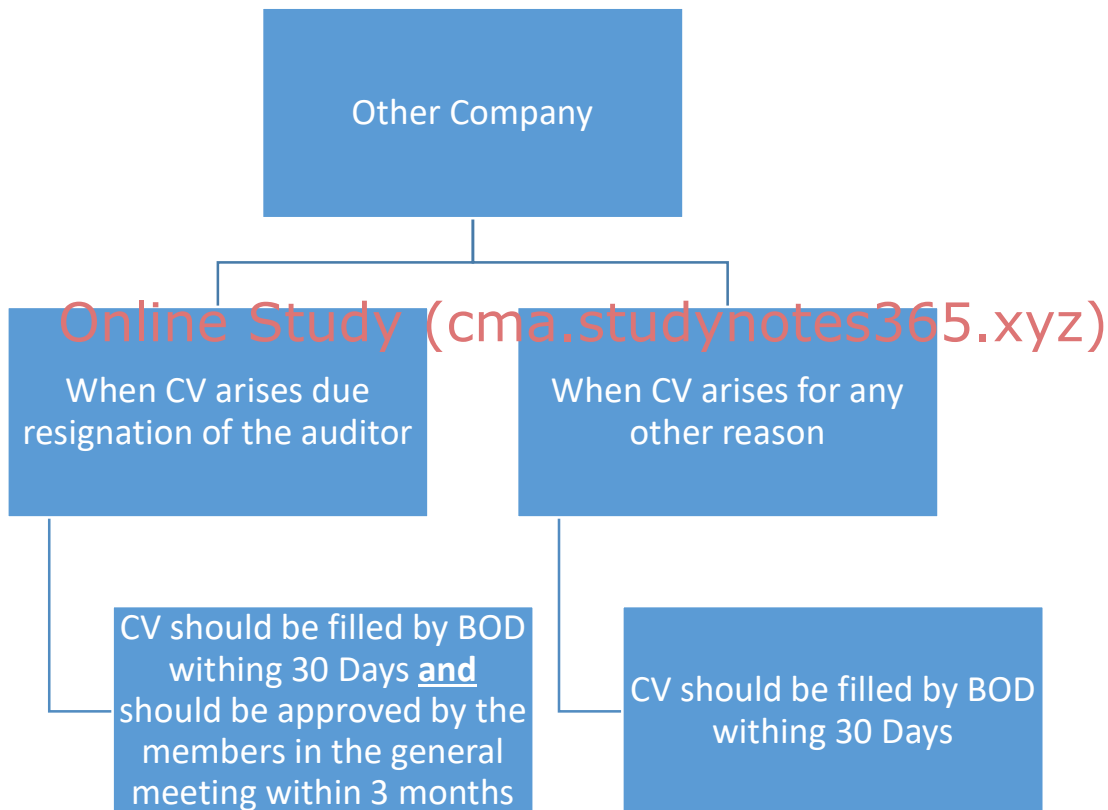 Other Company
Online Study (cma.studynotes365.xyz)
When CV arises due
resignation of the auditor
When CV arises for any
other reason
CV should be filled by BOD
withing 30 Days and
should be approved by the
members in the general
meeting within 3 months
CV should be filled by BOD
withing 30 Days